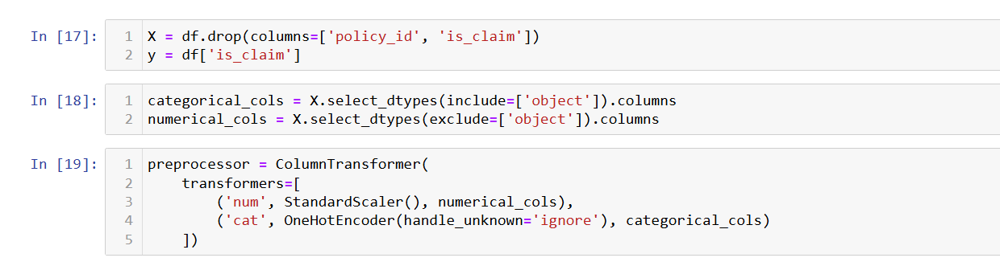 In [17]:
1 X = df.drop(columns=['policy_id', 'is_claim'])
2 y = df['is_claim']
In [18]:
1 categorical_cols = X.select_dtypes(include=['object']).columns
2 numerical_cols = X.select_dtypes(exclude=['object']).columns
In [19]:
1 preprocessor = ColumnTransformer(
2     transformers=[
3         ('num', StandardScaler(), numerical_cols),
4         ('cat', OneHotEncoder(handle_unknown='ignore'), categorical_cols)
5     ])